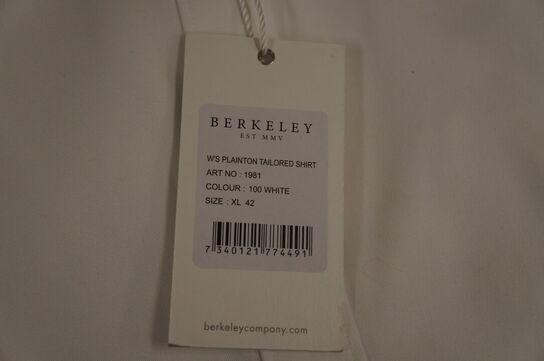 BERKELEY
EST MMV
W'S PLAINTON TAILORED SHIRT
ART NO : 1981
COLOUR : 100 WHITE
SIZE : XL 42
7 340121 774491
berkeleycompany.com